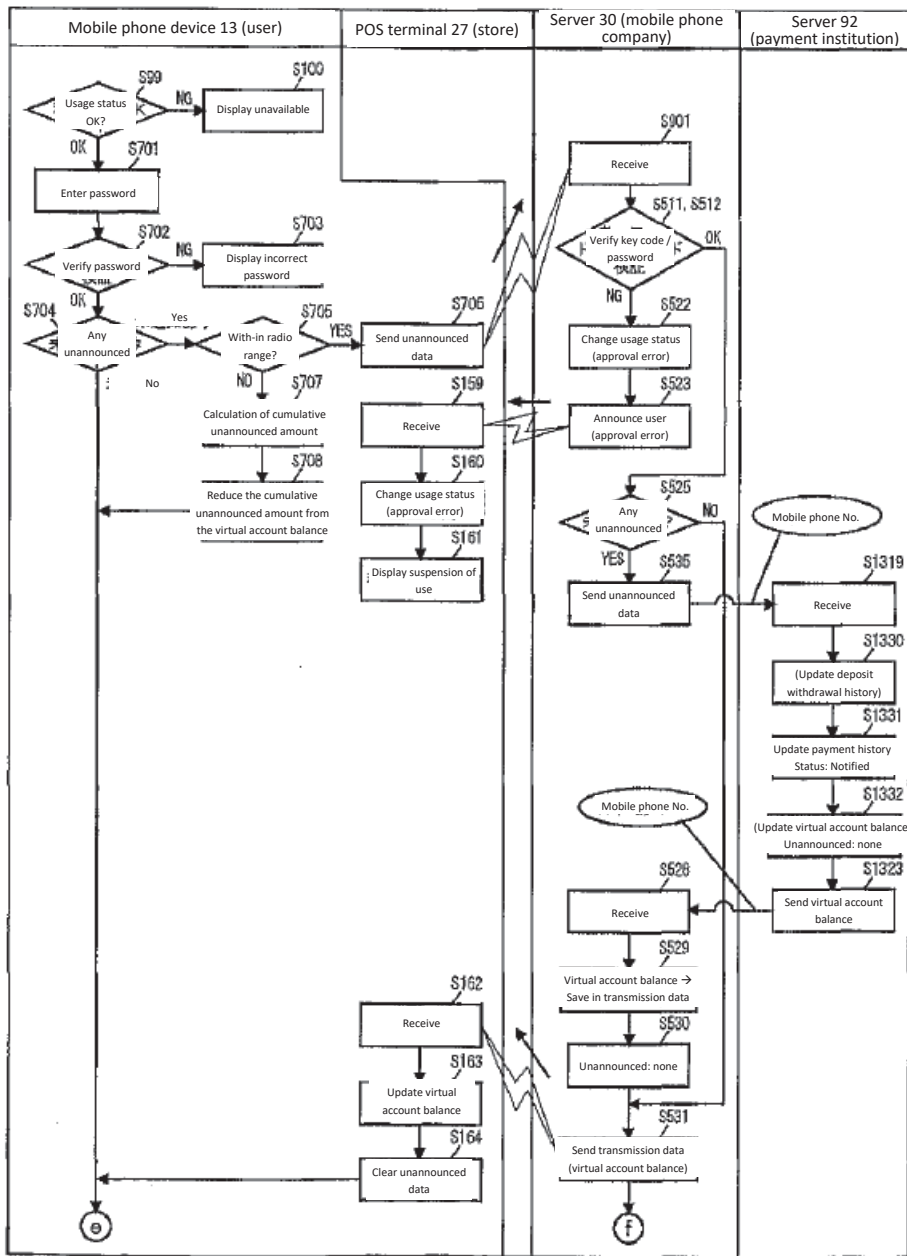 Mobile phone device 13 (user)
POS terminal 27 (store)
Server 30 (mobile phone
company)
Server 92
(payment institution)
S99
Usage status
OK?
NG
OK
S100
Display unavailable
S701
Enter password
S702
Verify password
NG
OK
S703
Display incorrect
password
S704
Any
unannounced
Yes
No
S705
With-in radio
range?
YES
NO
S706
Send unannounced
data
S707
Calculation of cumulative
unannounced amount
S708
Reduce the cumulative
unannounced amount from
the virtual account balance
S159
Receive
S160
Change usage status
(approval error)
S161
Display suspension of
use
S901
Receive
S511, S512
Verify key code /
password
OK
NG
S522
Change usage status
(approval error)
S523
Announce user
(approval error)
S525
Any
unannounced
NO
YES
S535
Send unannounced
data
Mobile phone No.
S1319
Receive
S1330
(Update deposit
withdrawal history)
S1331
Update payment history
Status: Notified
S1332
(Update virtual account balance
Unannounced: none
S1323
Send virtual account
balance
Mobile phone No.
S528
Receive
S529
Virtual account balance →
Save in transmission data
S530
Unannounced: none
S531
Send transmission data
(virtual account balance)
S162
Receive
S163
Update virtual
account balance
S164
Clear unannounced
data
e
f